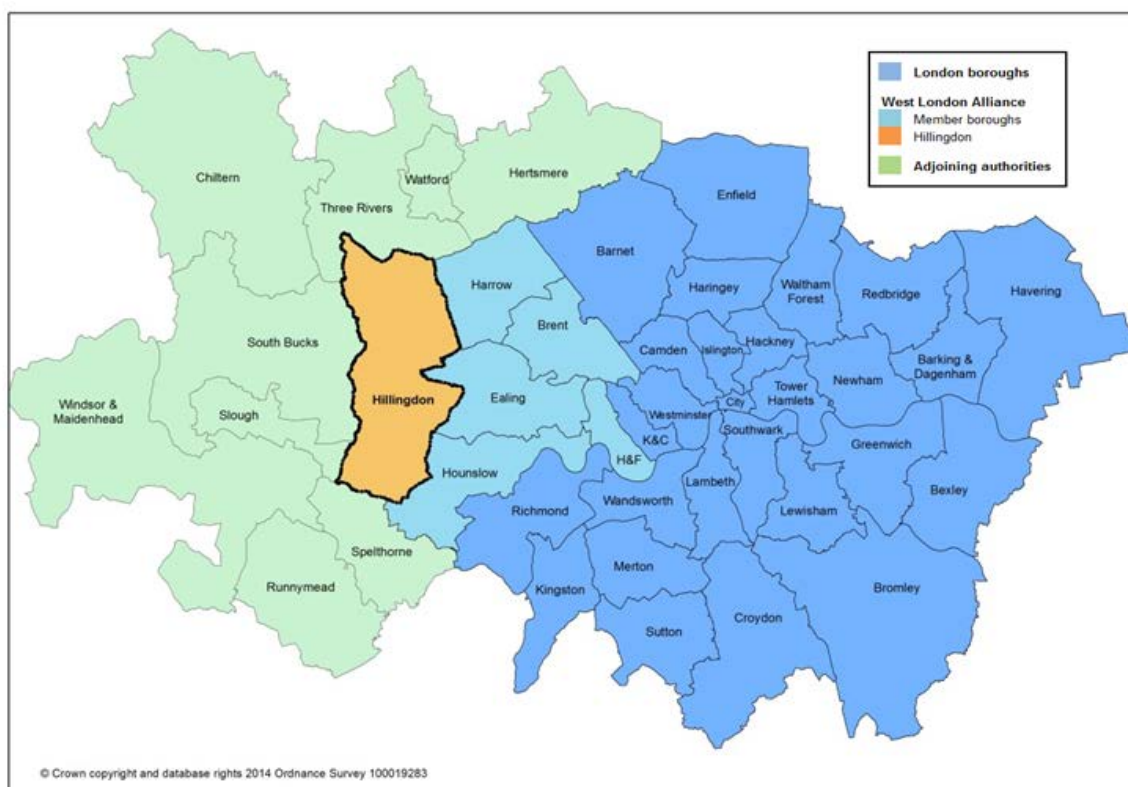 London boroughs
West London Alliance
Member boroughs
Hillingdon
Adjoining authorities
Chiltern
Three Rivers
Watford
Hertsmere
Enfield
Barnet
Harrow
Haringey
Waltham
Forest
Redbridge
Havering
South Bucks
Brent
Camden
Islington
Hackney
Barking &
Dagenham
Newham
Tower
Hamlets
Windsor &
Maidenhead
Slough
Hillingdon
Ealing
Westminster
City
Southwark
K&C
Greenwich
H&F
Hounslow
Lambeth
Bexley
Richmond
Wandsworth
Lewisham
Spelthorne
Runnymead
Kingston
Merton
Bromley
Sutton
Croydon
© Crown copyright and database rights 2014 Ordnance Survey 100019283